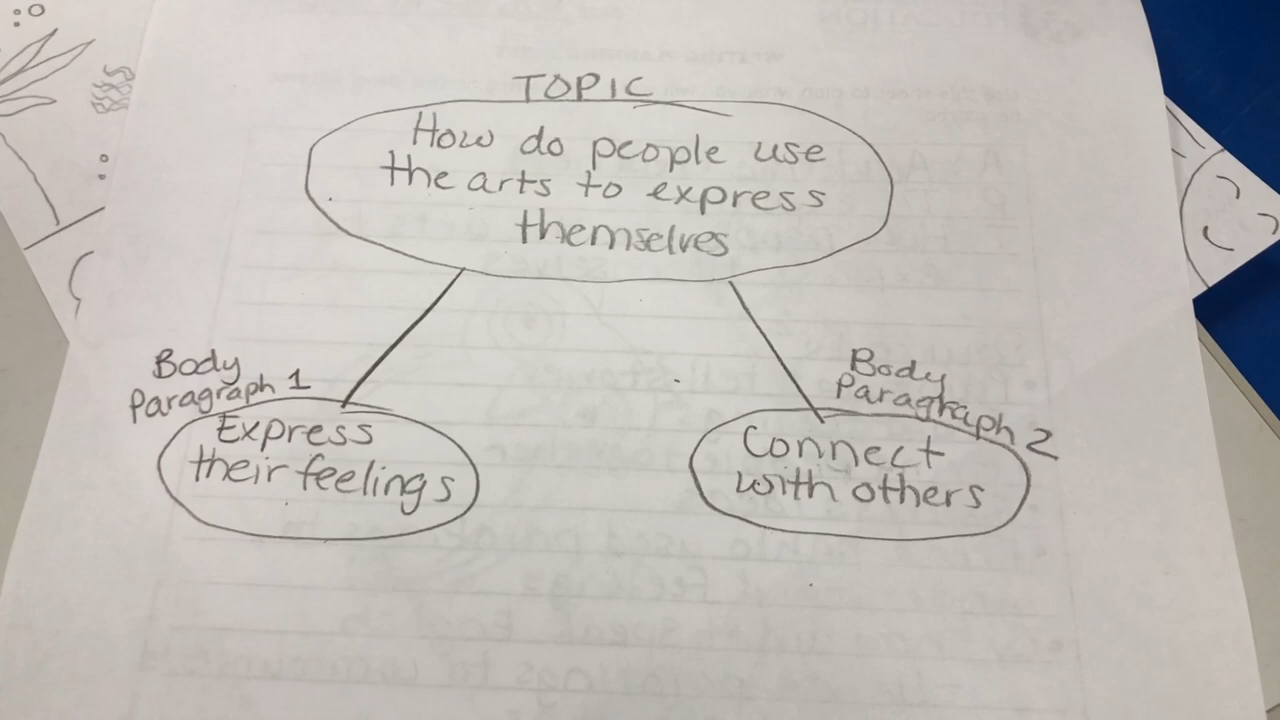 TOPIC
How do people use
the arts to express
themselves
Body
Paragraph 1
Express
their feelings
Body
Paragraph 2
Connect
with others